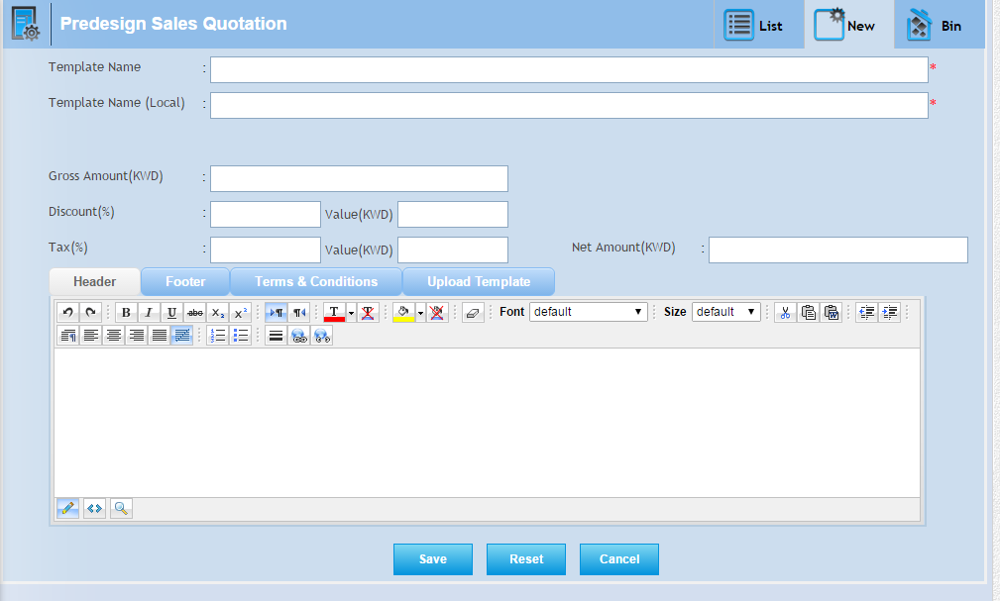 Predesign Sales Quotation
List
New
Bin
Template Name : *
Template Name (Local) : *
Gross Amount(KWD) :
Discount(%) : Value(KWD)
Tax(%) : Value(KWD) Net Amount(KWD) :
Header Footer Terms & Conditions Upload Template
B I U abc X₂ X² ¶ ¶ T T Font default Size default
Save Reset Cancel